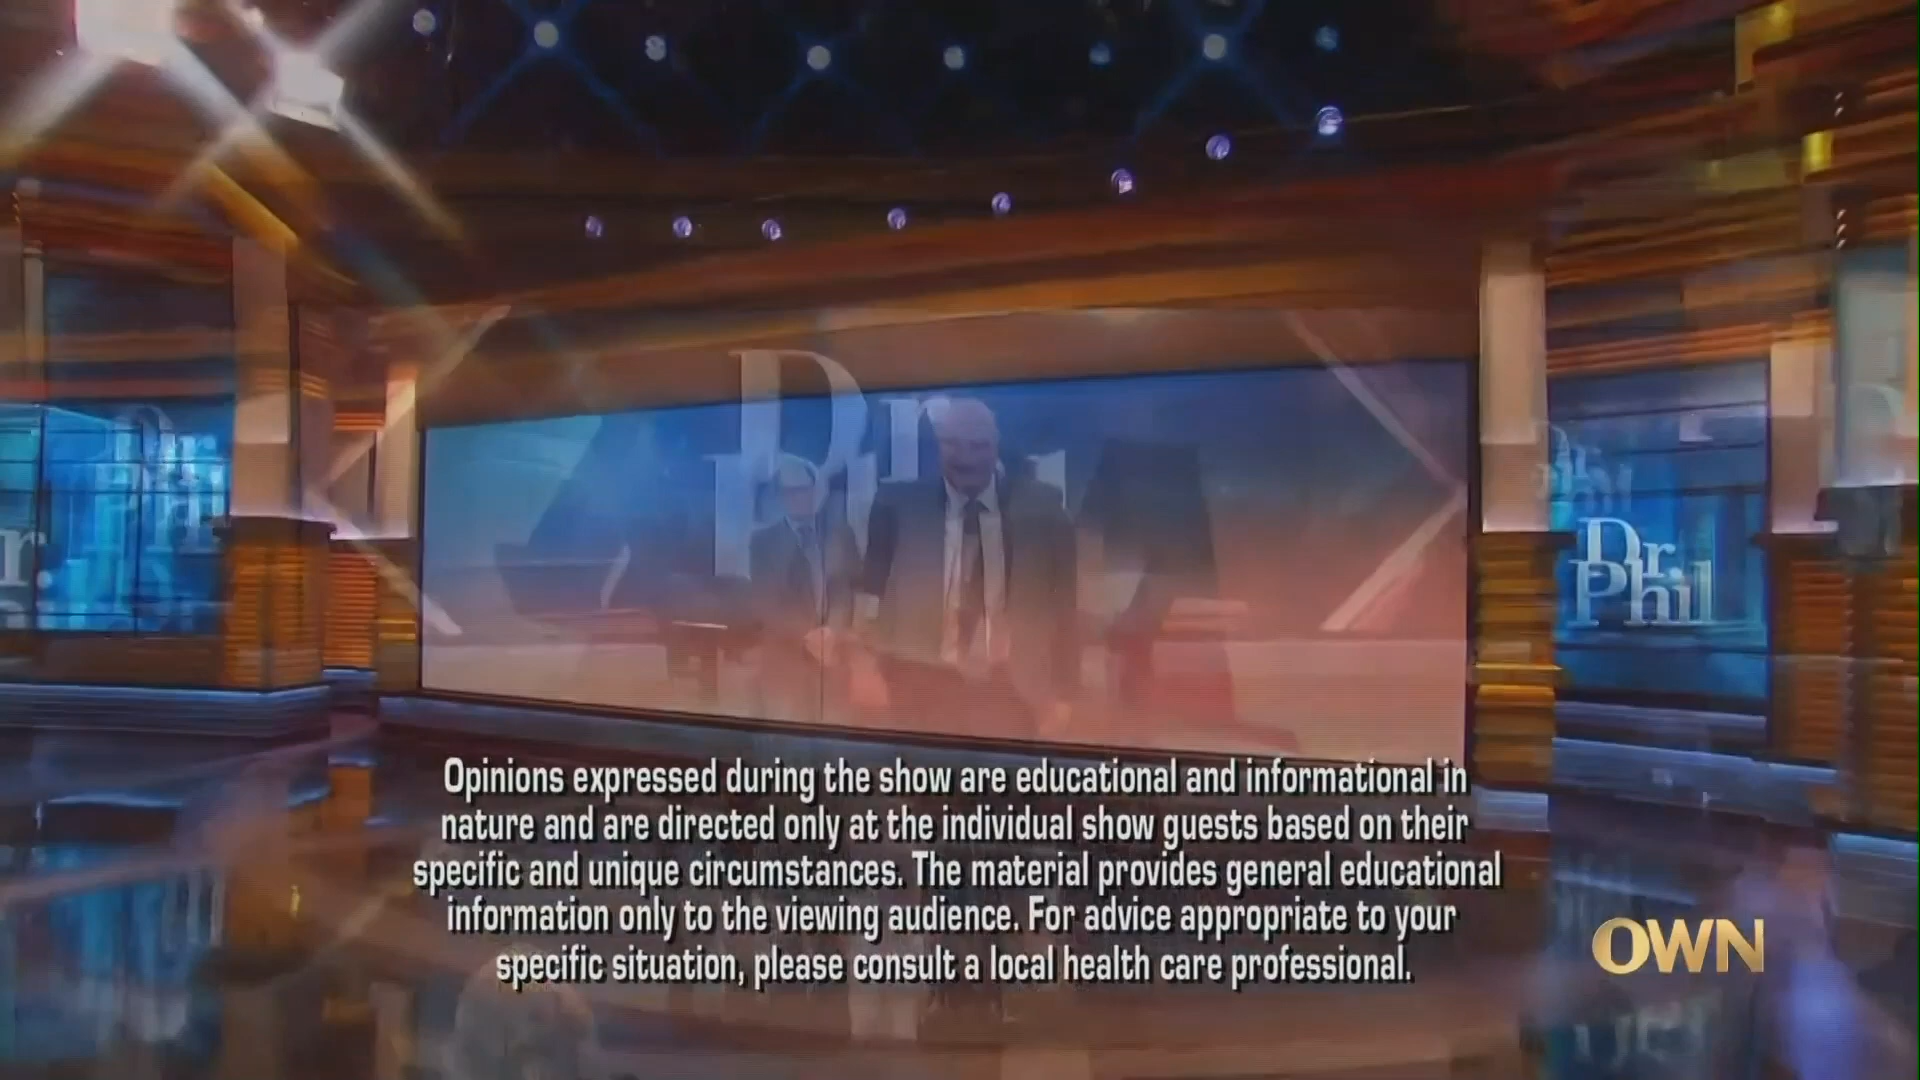 Dr.
Phil
Dr.
Phil
Dr.
Phil
Opinions expressed during the show are educational and informational in
nature and are directed only at the individual show guests based on their
specific and unique circumstances. The material provides general educational
information only to the viewing audience. For advice appropriate to your
specific situation, please consult a local health care professional.
OWN